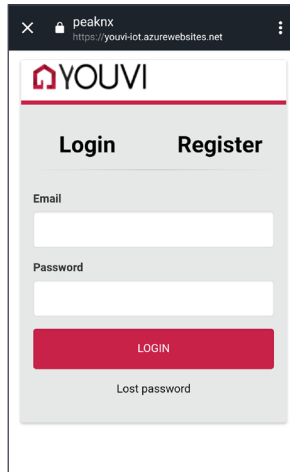 peaknx
https://youvi-iot.azurewebsites.net
YOUVI
Login Register
Email
Password
LOGIN
Lost password